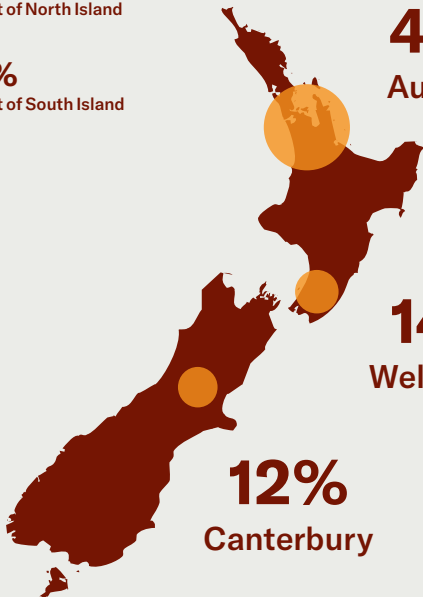 t of North Island
%
t of South Island
4
Au
14
Wel
12%
Canterbury